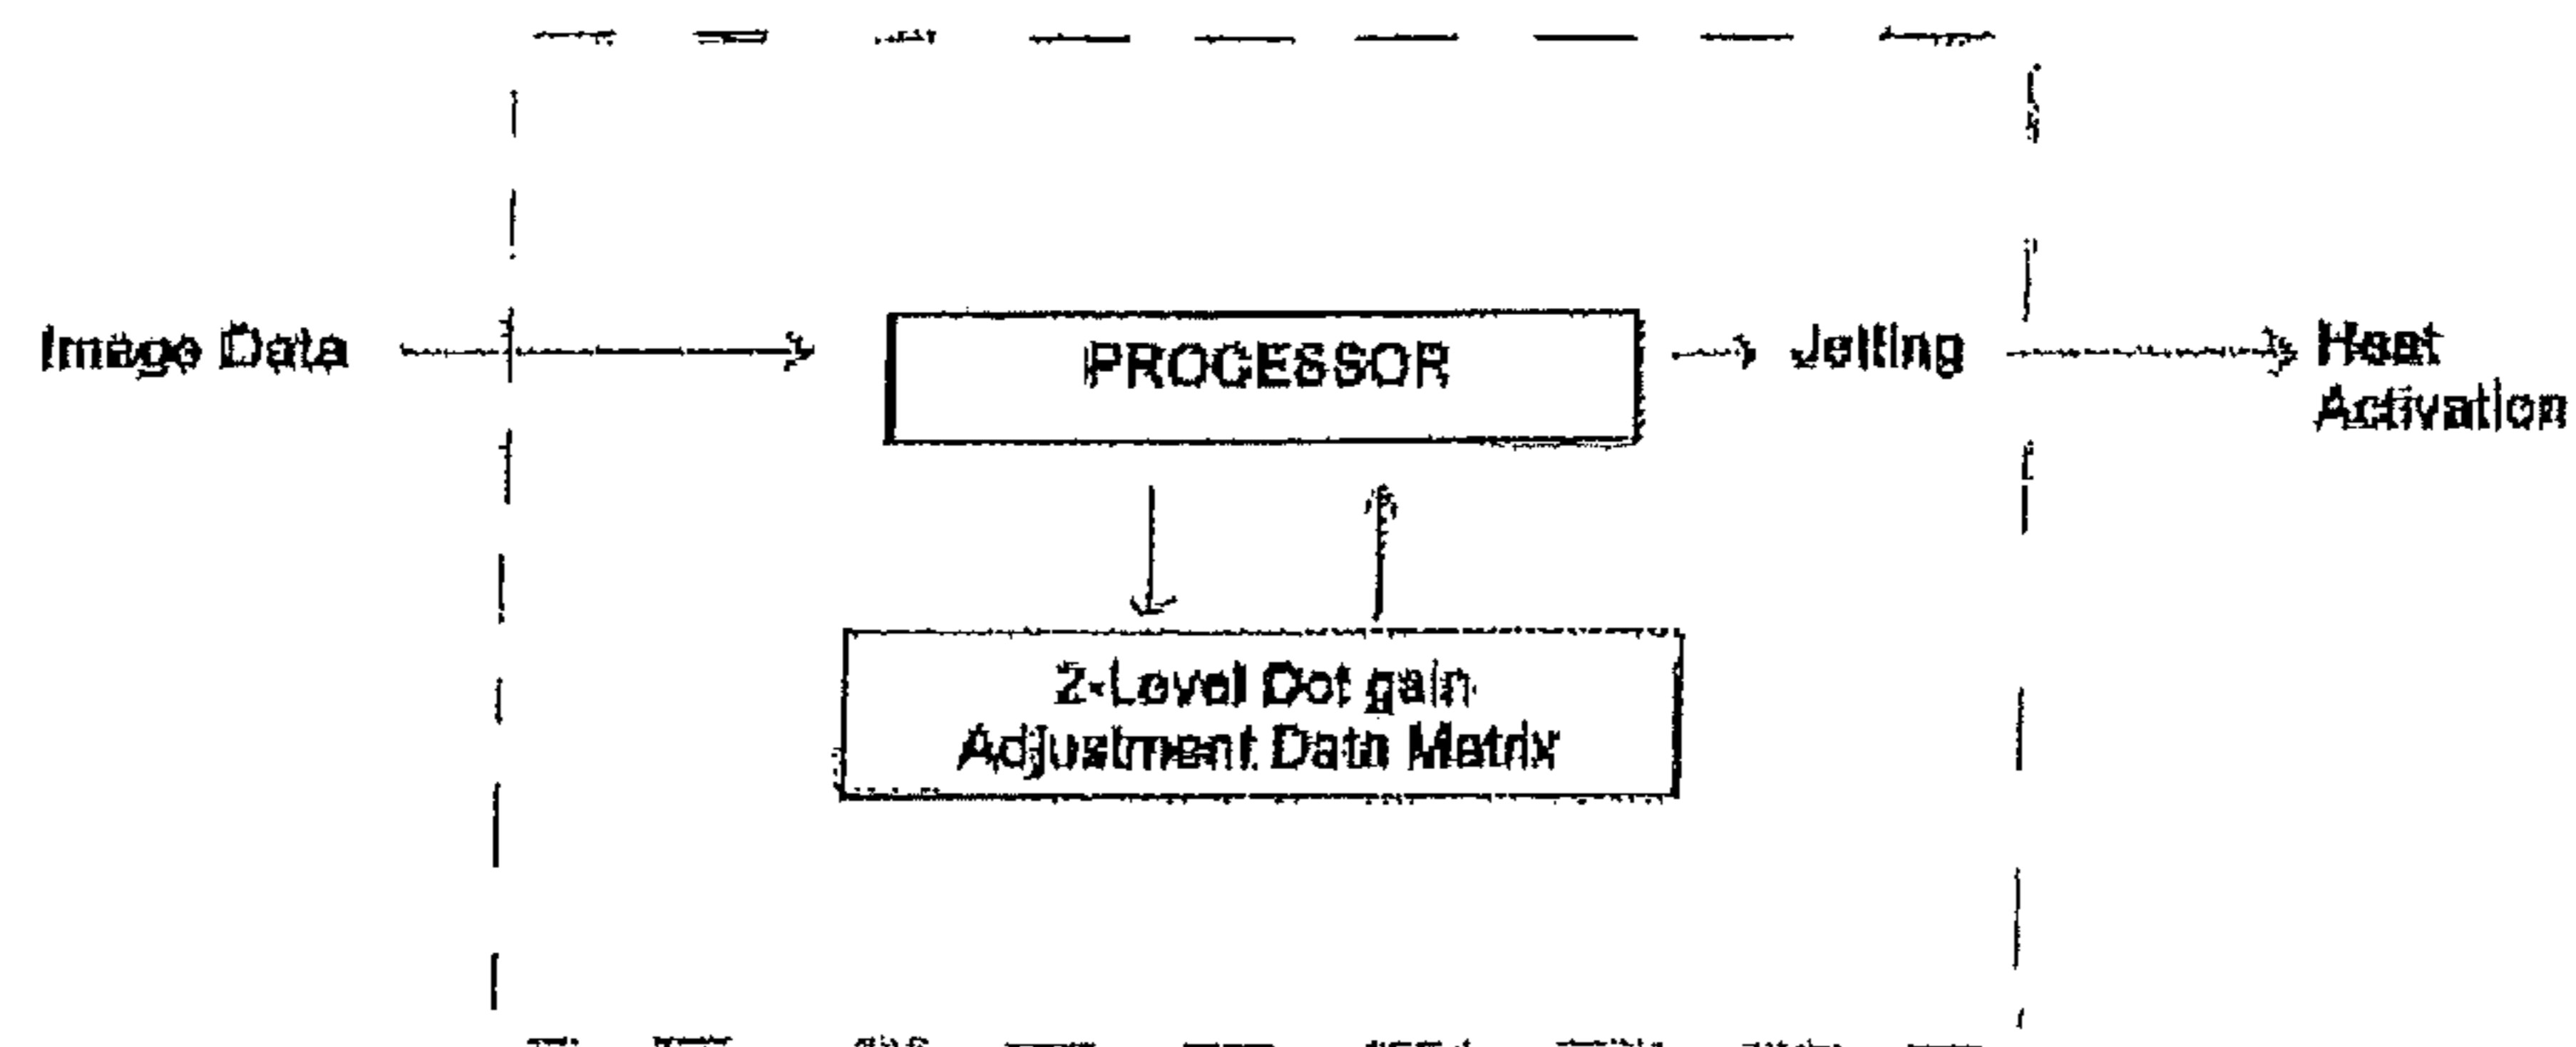 Image Data
PROCESSOR
Jetting
Heat
Activation
2-Level Dot gain
Adjustment Data Matrix